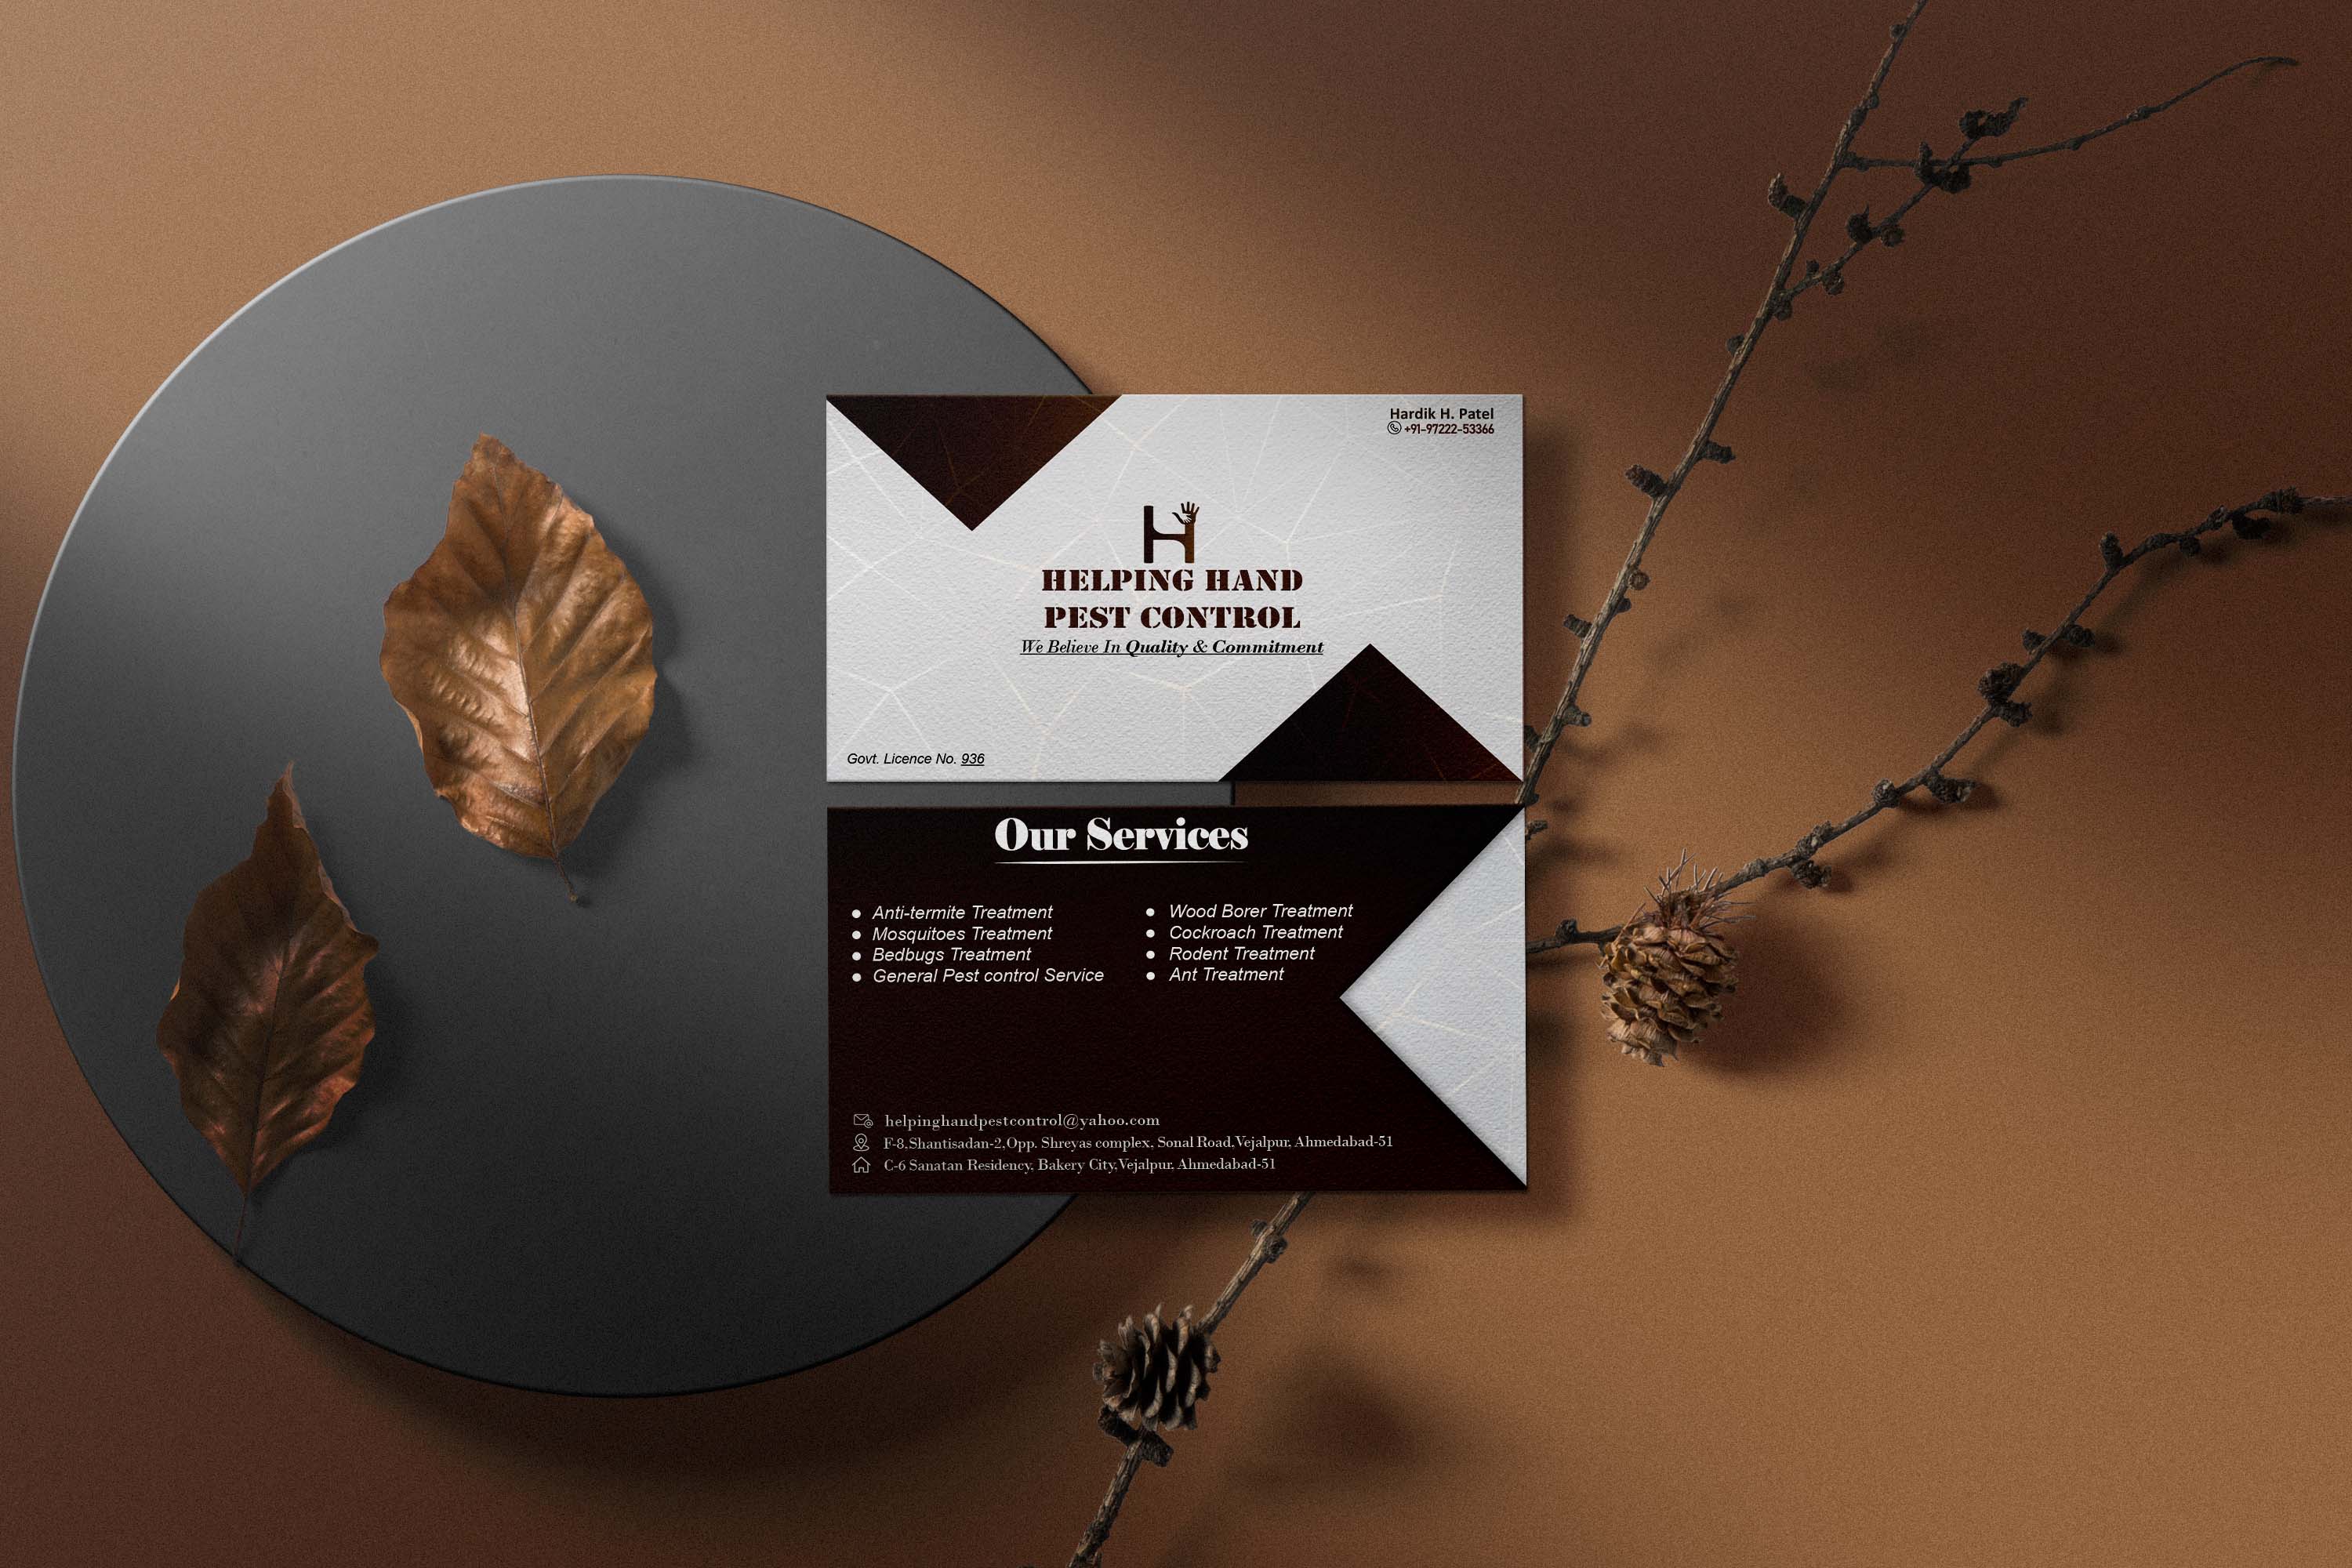 Hardik H. Patel
+91-97222-53366
H
HELPING HAND
PEST CONTROL
We Believe In Quality & Commitment
Govt. Licence No. 936
Our Services
• Anti-termite Treatment
• Mosquitoes Treatment
• Bedbugs Treatment
• General Pest control Service
• Wood Borer Treatment
• Cockroach Treatment
• Rodent Treatment
• Ant Treatment
helpinghandpestcontrol@yahoo.com
F-8,Shantisadan-2,Opp. Shreyas complex, Sonal Road,Vejalpur, Ahmedabad-51
C-6 Sanatan Residency, Bakery City,Vejalpur, Ahmedabad-51